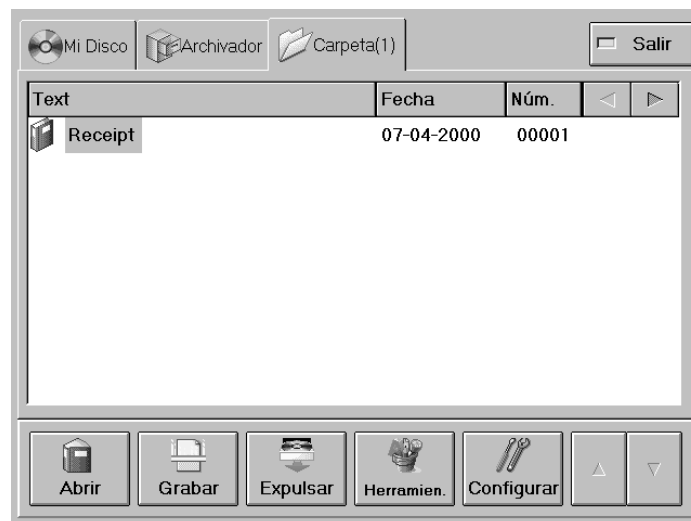 Mi Disco Archivador Carpeta(1) Salir
Text Fecha Núm.
Receipt 07-04-2000 00001
Abrir Grabar Expulsar Herramien. Configurar